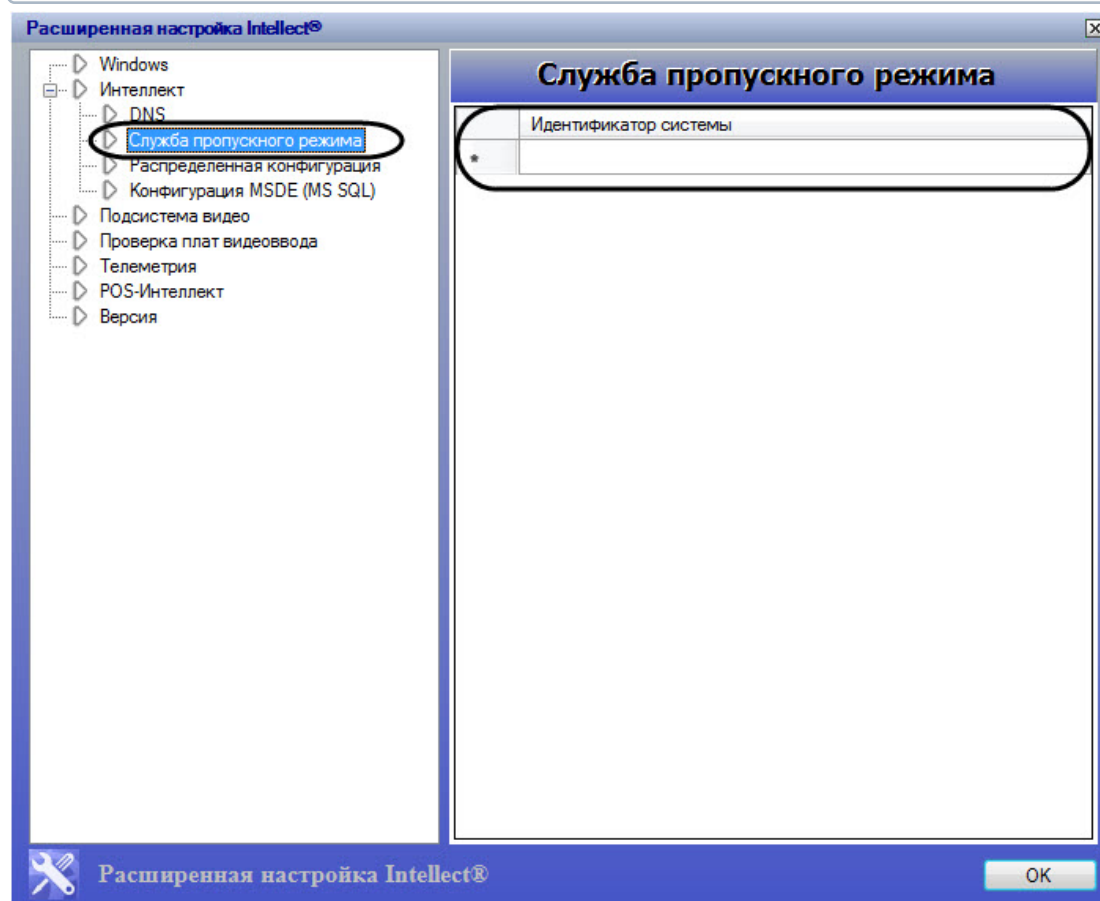 Расширенная настройка Intellect®
Windows
Интеллект
DNS
Служба пропускного режима
Распределенная конфигурация
Конфигурация MSDE (MS SQL)
Подсистема видео
Проверка плат видеоввода
Телеметрия
POS-Интеллект
Версия
Служба пропускного режима
Идентификатор системы
*
Расширенная настройка Intellect®
OK